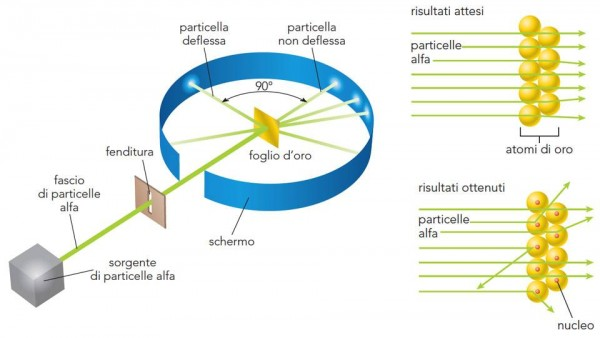 particella
deflessa
particella
non deflessa
90°
fenditura
foglio d'oro
fascio
di particelle
alfa
schermo
sorgente
di particelle alfa
risultati attesi
particelle
alfa
atomi di oro
risultati ottenuti
particelle
alfa
nucleo